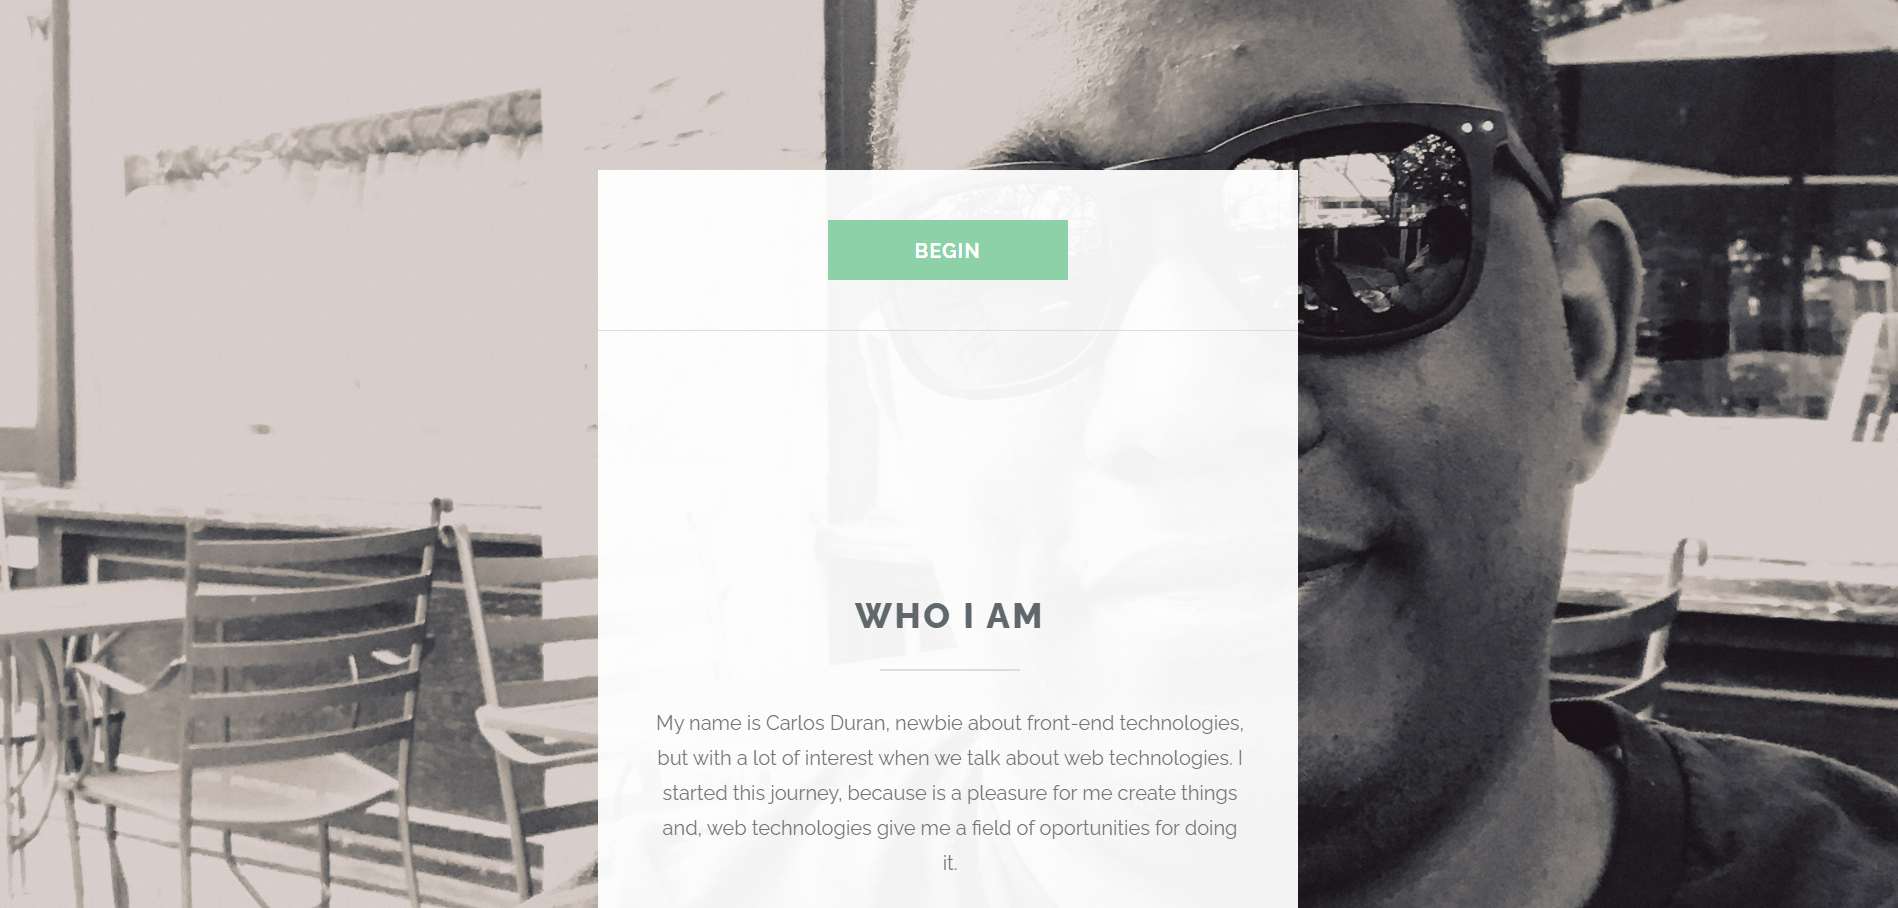 BEGIN
WHO I AM
My name is Carlos Duran, newbie about front-end technologies,
but with a lot of interest when we talk about web technologies. I
started this journey, because is a pleasure for me create things
and, web technologies give me a field of oportunities for doing
it.